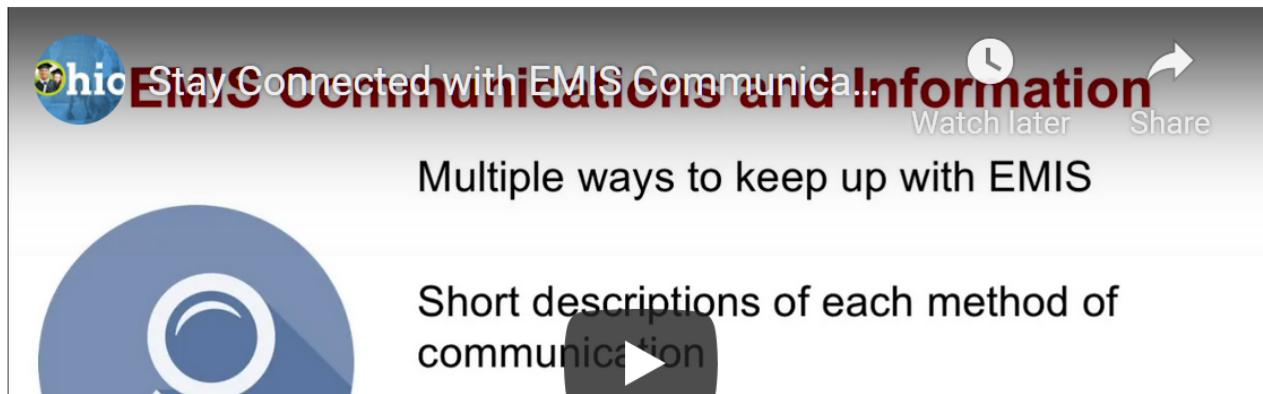 hio
Stay Connected with EMIS Communica...
EMIS Communications and Information
Watch later
Share
Multiple ways to keep up with EMIS
Short descriptions of each method of
communication